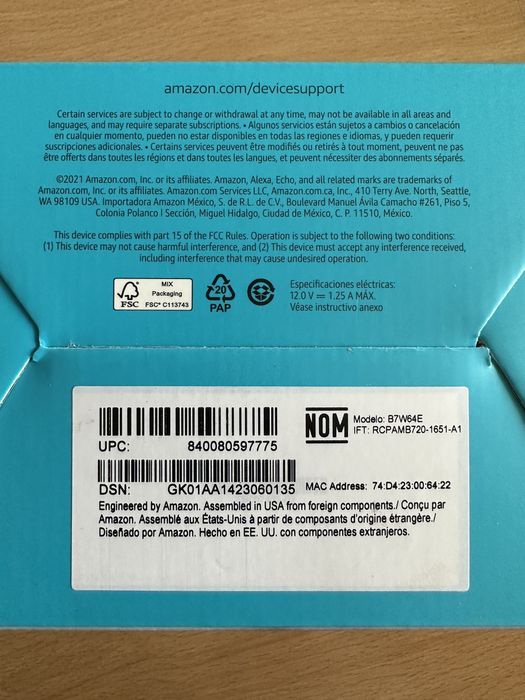 amazon.com/devicesupport
Certain services are subject to change or withdrawal at any time, may not be available in all areas and
languages, and may require separate subscriptions. • Algunos servicios están sujetos a cambios o cancelación
en cualquier momento, pueden no estar disponibles en todas las regiones e idiomas, y pueden requerir
suscripciones adicionales. • Certains services peuvent être modifiés ou retirés à tout moment, peuvent ne pas
être offerts dans toutes les régions et dans toutes les langues, et peuvent nécessiter des abonnements séparés.
©2021 Amazon.com, Inc. or its affiliates. Amazon, Alexa, Echo, and all related marks are trademarks of
Amazon.com, Inc. or its affiliates. Amazon.com Services LLC, Amazon.com.ca, Inc., 410 Terry Ave. North, Seattle,
WA 98109 USA. Importadora Amazon México, S. de R.L. de C.V., Boulevard Manuel Ávila Camacho #261, Piso 5,
Colonia Polanco I Sección, Miguel Hidalgo, Ciudad de México, C. P. 11510, México.
This device complies with part 15 of the FCC Rules. Operation is subject to the following two conditions:
(1) This device may not cause harmful interference, and (2) This device must accept any interference received,
including interference that may cause undesired operation.
FSC
MIX
Packaging
FSC® C113743
20
PAP
Especificaciones eléctricas:
12.0 V ⎓ 1.25 A MÁX.
Véase instructivo anexo
UPC: 840080597775
NOM
Modelo: B7W64E
IFT: RCPAMB720-1651-A1
DSN: GK01AA1423060135
MAC Address: 74:D4:23:00:64:22
Engineered by Amazon. Assembled in USA from foreign components./ Conçu par
Amazon. Assemblé aux États-Unis à partir de composants d'origine étrangère./
Diseñado por Amazon. Hecho en EE. UU. con componentes extranjeros.